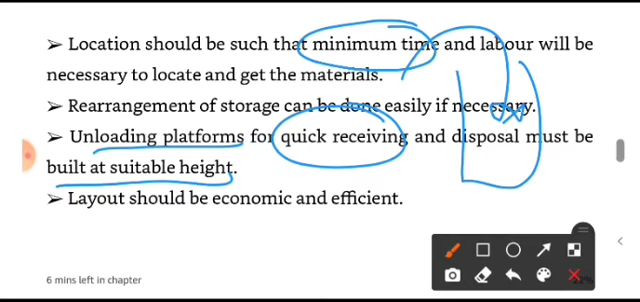 ➢ Location should be such that minimum time and labour will be
necessary to locate and get the materials.
➢ Rearrangement of storage can be done easily if necessary.
➢ Unloading platforms for quick receiving and disposal must be
built at suitable height.
➢ Layout should be economic and efficient.
6 mins left in chapter